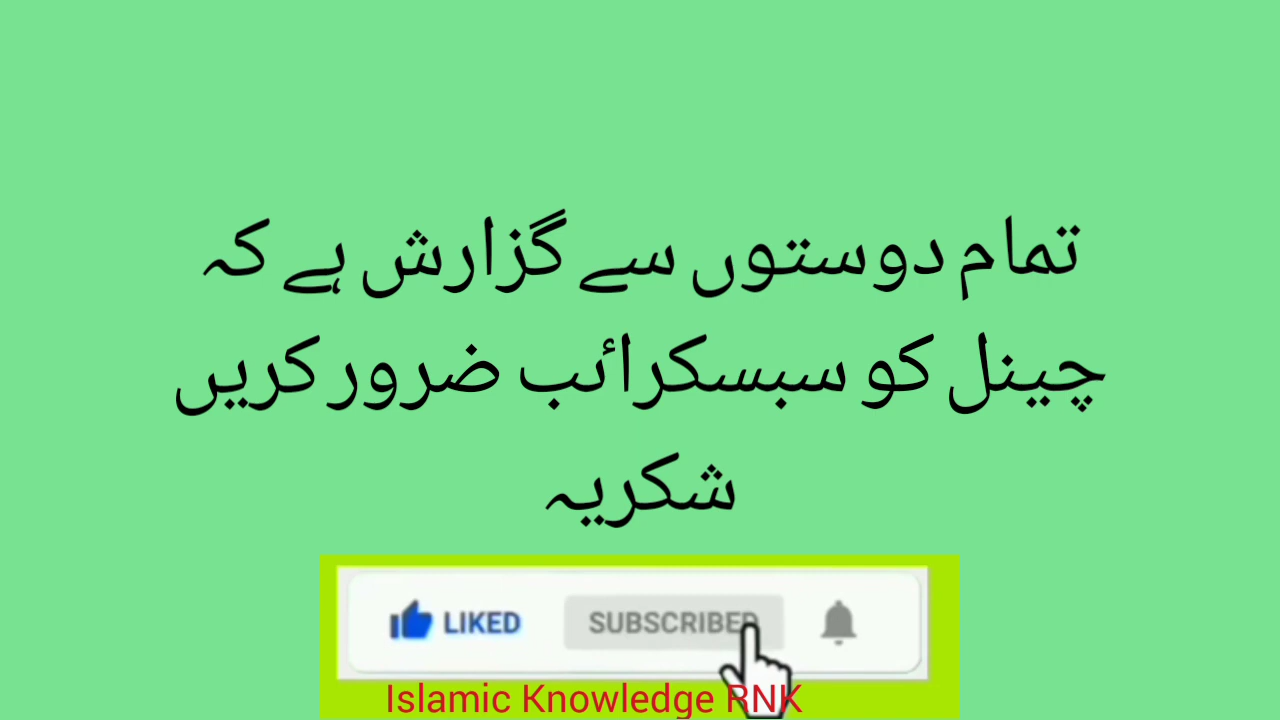 تمام دوستوں سے گزارش ہے کہ
چینل کو سبسکرائب ضرور کریں
شکریہ
LIKED SUBSCRIBED
Islamic Knowledge RNK